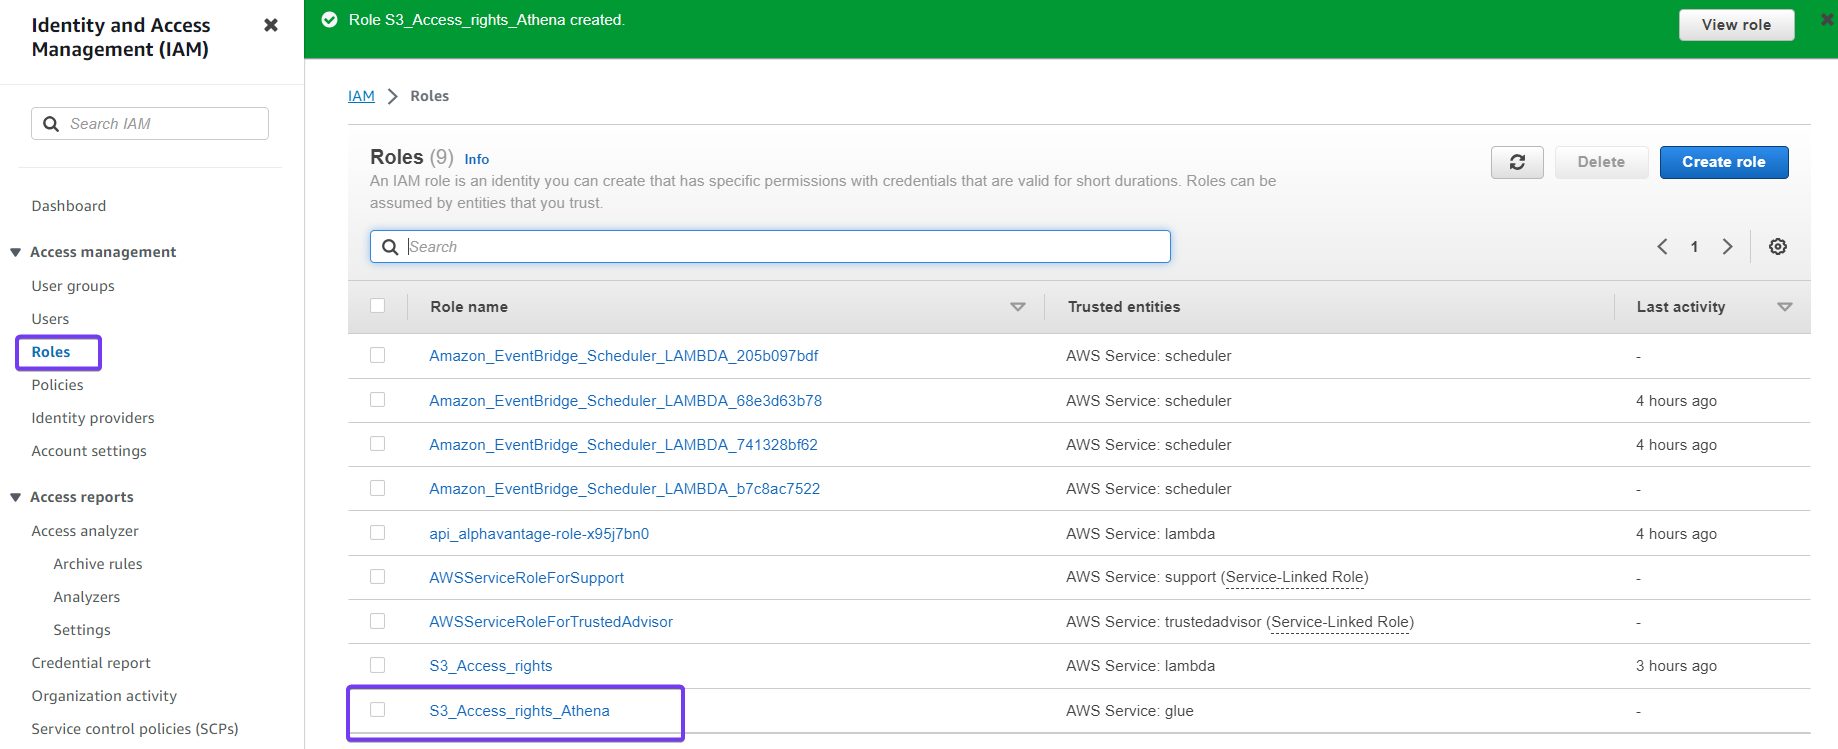 Identity and Access
Management (IAM)
Search IAM
Dashboard
Access management
User groups
Users
Roles
Policies
Identity providers
Account settings
Access reports
Access analyzer
Archive rules
Analyzers
Settings
Credential report
Organization activity
Service control policies (SCPs)
Role S3_Access_rights_Athena created.
View role
IAM > Roles
Roles (9) Info
An IAM role is an identity you can create that has specific permissions with credentials that are valid for short durations. Roles can be
assumed by entities that you trust.
Delete
Create role
Search
1
Role name Trusted entities Last activity
Amazon_EventBridge_Scheduler_LAMBDA_205b097bdf AWS Service: scheduler -
Amazon_EventBridge_Scheduler_LAMBDA_68e3d63b78 AWS Service: scheduler 4 hours ago
Amazon_EventBridge_Scheduler_LAMBDA_741328bf62 AWS Service: scheduler 4 hours ago
Amazon_EventBridge_Scheduler_LAMBDA_b7c8ac7522 AWS Service: scheduler -
api_alphavantage-role-x95j7bn0 AWS Service: lambda 4 hours ago
AWSServiceRoleForSupport AWS Service: support (Service-Linked Role) -
AWSServiceRoleForTrustedAdvisor AWS Service: trustedadvisor (Service-Linked Role) -
S3_Access_rights AWS Service: lambda 3 hours ago
S3_Access_rights_Athena AWS Service: glue -